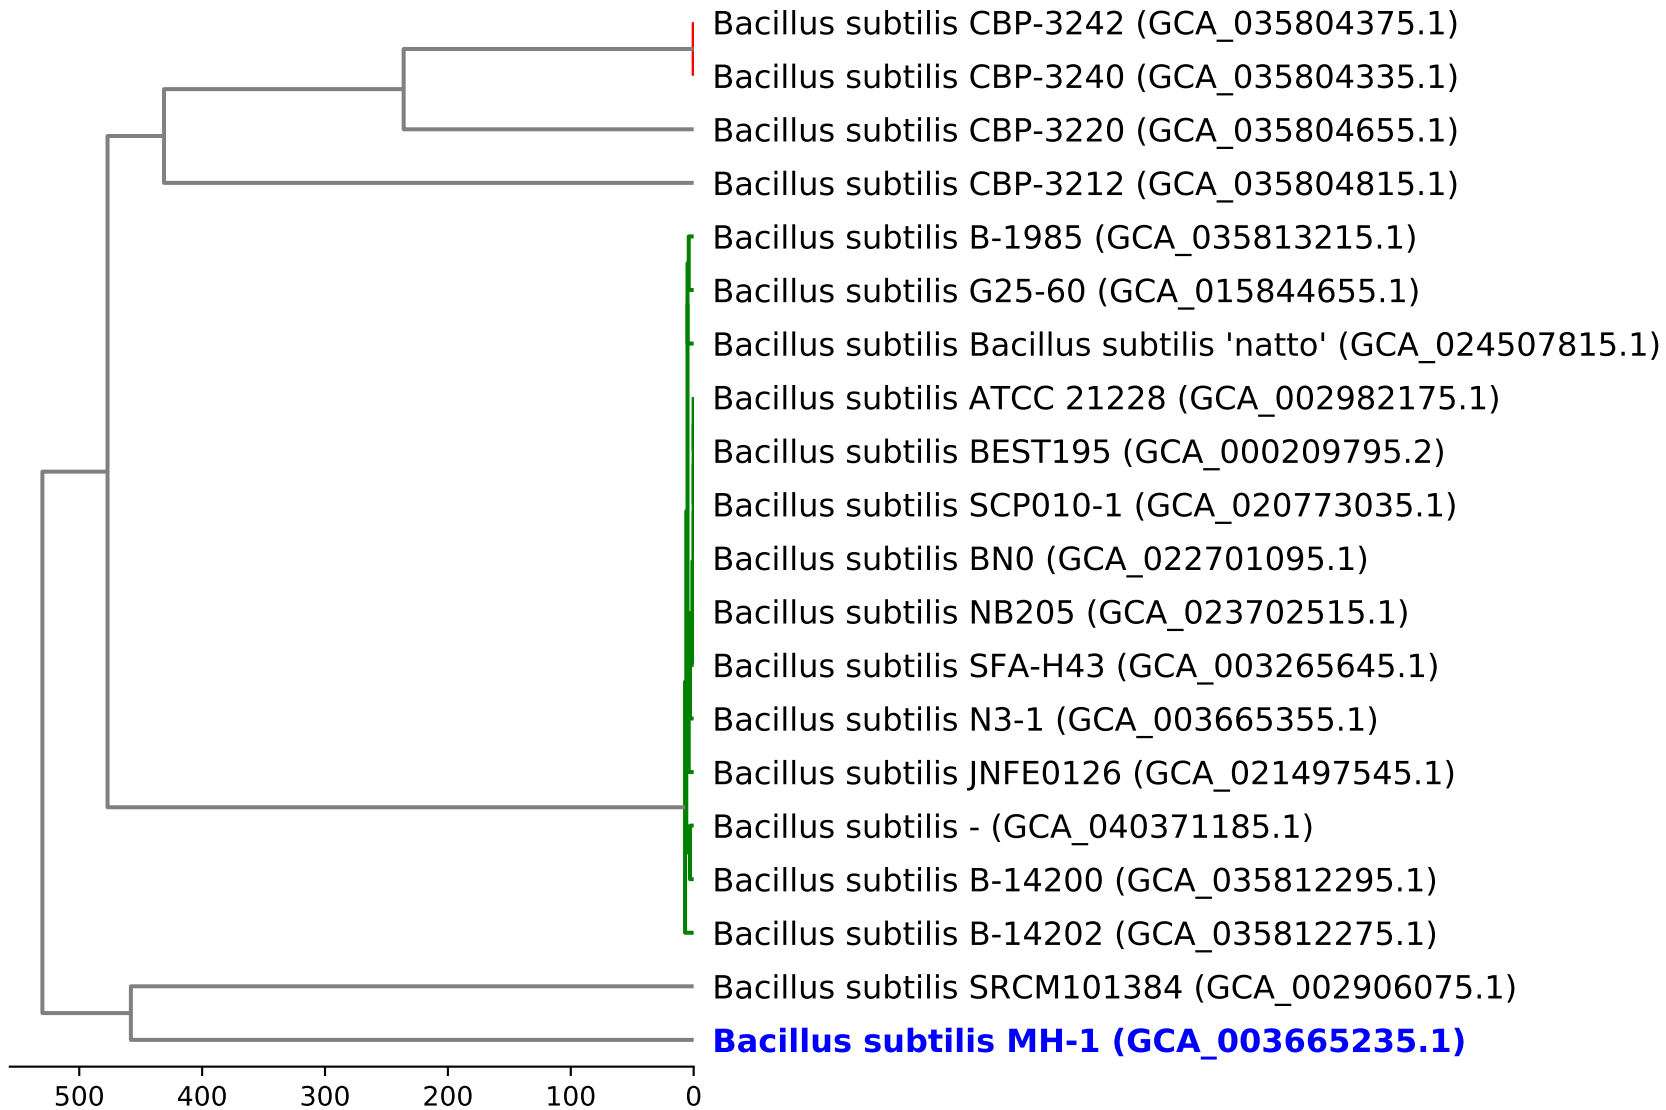 Bacillus subtilis CBP-3242 (GCA_035804375.1)
Bacillus subtilis CBP-3240 (GCA_035804335.1)
Bacillus subtilis CBP-3220 (GCA_035804655.1)
Bacillus subtilis CBP-3212 (GCA_035804815.1)
Bacillus subtilis B-1985 (GCA_035813215.1)
Bacillus subtilis G25-60 (GCA_015844655.1)
Bacillus subtilis Bacillus subtilis 'natto' (GCA_024507815.1)
Bacillus subtilis ATCC 21228 (GCA_002982175.1)
Bacillus subtilis BEST195 (GCA_000209795.2)
Bacillus subtilis SCP010-1 (GCA_020773035.1)
Bacillus subtilis BN0 (GCA_022701095.1)
Bacillus subtilis NB205 (GCA_023702515.1)
Bacillus subtilis SFA-H43 (GCA_003265645.1)
Bacillus subtilis N3-1 (GCA_003665355.1)
Bacillus subtilis JNFE0126 (GCA_021497545.1)
Bacillus subtilis - (GCA_040371185.1)
Bacillus subtilis B-14200 (GCA_035812295.1)
Bacillus subtilis B-14202 (GCA_035812275.1)
Bacillus subtilis SRCM101384 (GCA_002906075.1)
Bacillus subtilis MH-1 (GCA_003665235.1)
500 400 300 200 100 0